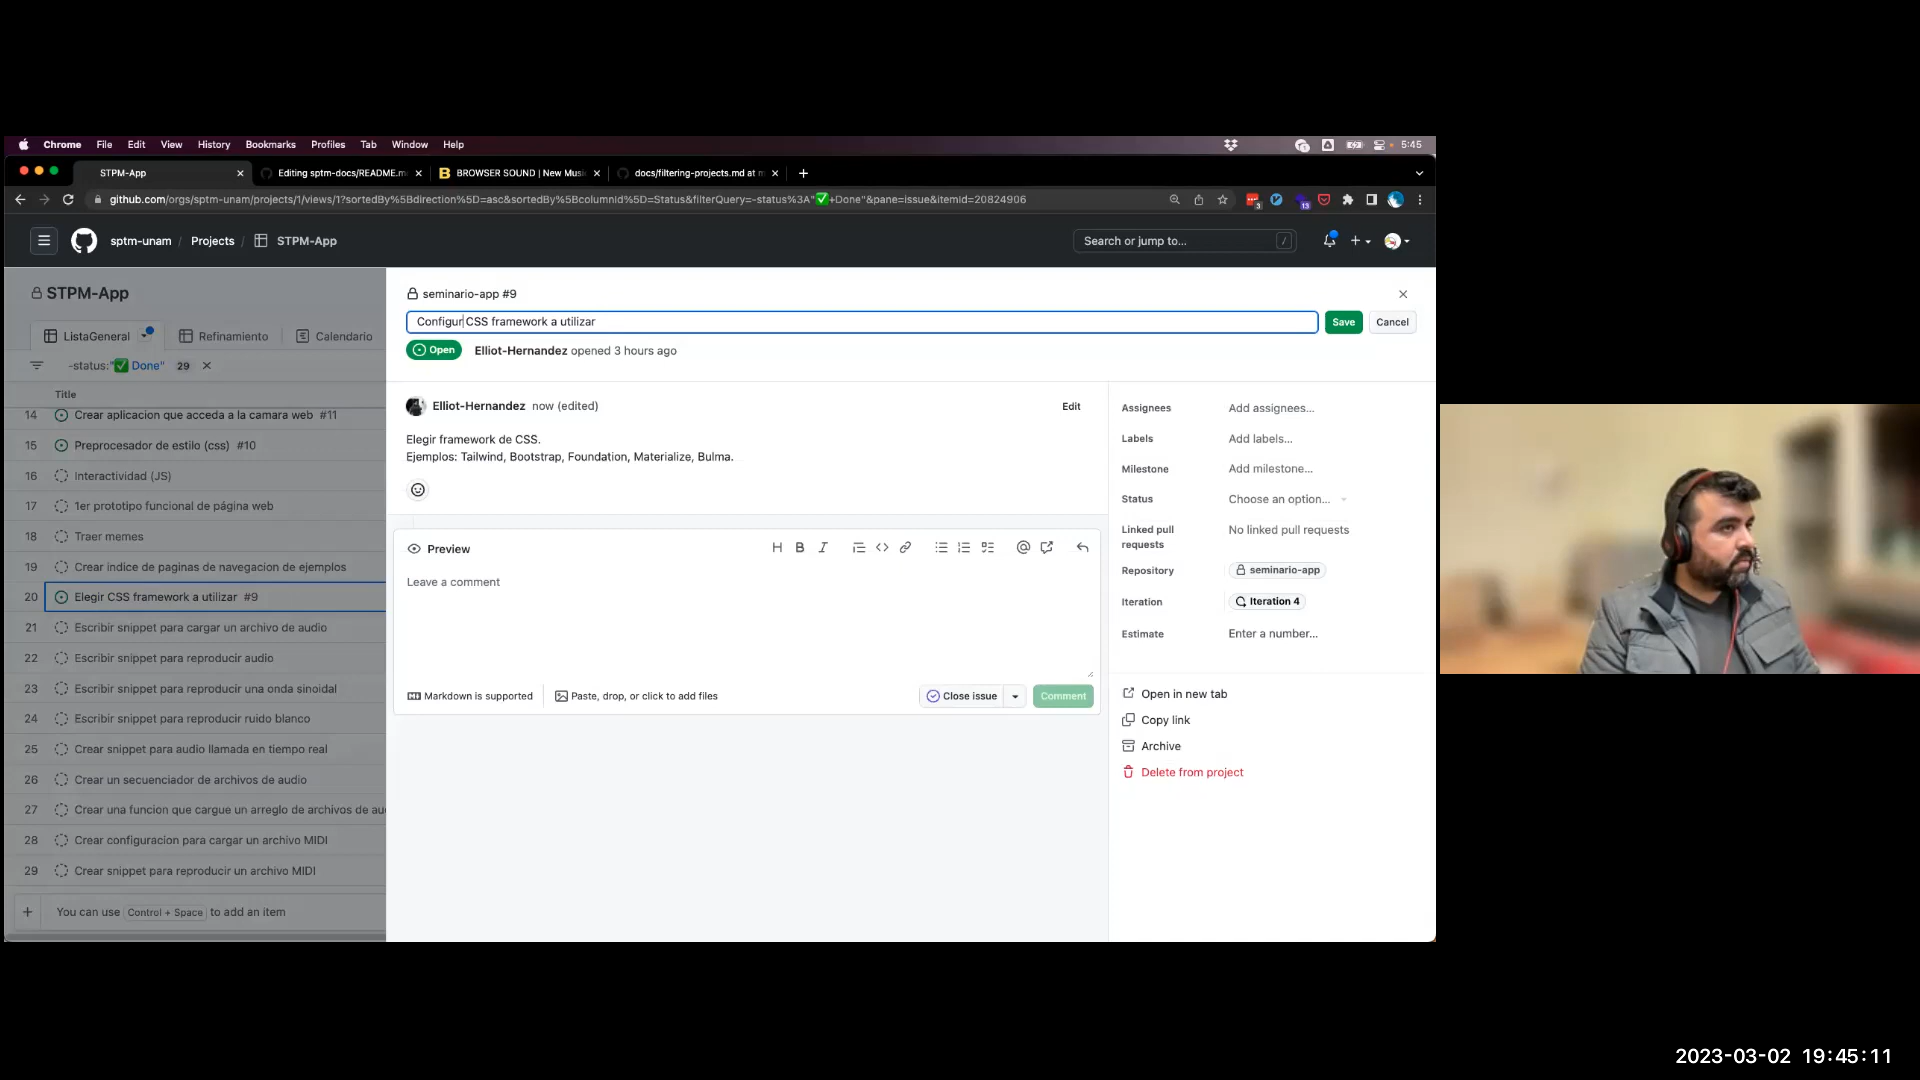 Chrome File Edit View History Bookmarks Profiles Tab Window Help 5:45
STPM-App
Editing sptm-docs/README.m
BROWSER SOUND | New Musi
docs/filtering-projects.md at m
github.com/orgs/sptm-unam/projects/1/views/1?sortedBy%5Bdirection%5D=asc&sortedBy%5BcolumnId%5D=Status&filterQuery=-status%3A"✅+Done"&pane=issue&itemId=20824906
sptm-unam / Projects / STPM-App
Search or jump to... /
STPM-App
ListaGeneral Refinamiento Calendario
-status:"✅ Done" 29
Title
14 Crear aplicacion que acceda a la camara web #11
15 Preprocesador de estilo (css) #10
16 Interactividad (JS)
17 1er prototipo funcional de página web
18 Traer memes
19 Crear indice de paginas de navegacion de ejemplos
20 Elegir CSS framework a utilizar #9
21 Escribir snippet para cargar un archivo de audio
22 Escribir snippet para reproducir audio
23 Escribir snippet para reproducir una onda sinoidal
24 Escribir snippet para reproducir ruido blanco
25 Crear snippet para audio llamada en tiempo real
26 Crear un secuenciador de archivos de audio
27 Crear una funcion que cargue un arreglo de archivos de au
28 Crear configuracion para cargar un archivo MIDI
29 Crear snippet para reproducir un archivo MIDI
You can use Control + Space to add an item
seminario-app #9
Configur CSS framework a utilizar
Save Cancel
Open Elliot-Hernandez opened 3 hours ago
Elliot-Hernandez now (edited)
Edit
Elegir framework de CSS.
Ejemplos: Tailwind, Bootstrap, Foundation, Materialize, Bulma.
Preview
Leave a comment
Markdown is supported
Paste, drop, or click to add files
Close issue
Comment
Assignees Add assignees...
Labels Add labels...
Milestone Add milestone...
Status Choose an option...
Linked pull requests No linked pull requests
Repository seminario-app
Iteration Iteration 4
Estimate Enter a number...
Open in new tab
Copy link
Archive
Delete from project
2023-03-02 19:45:11